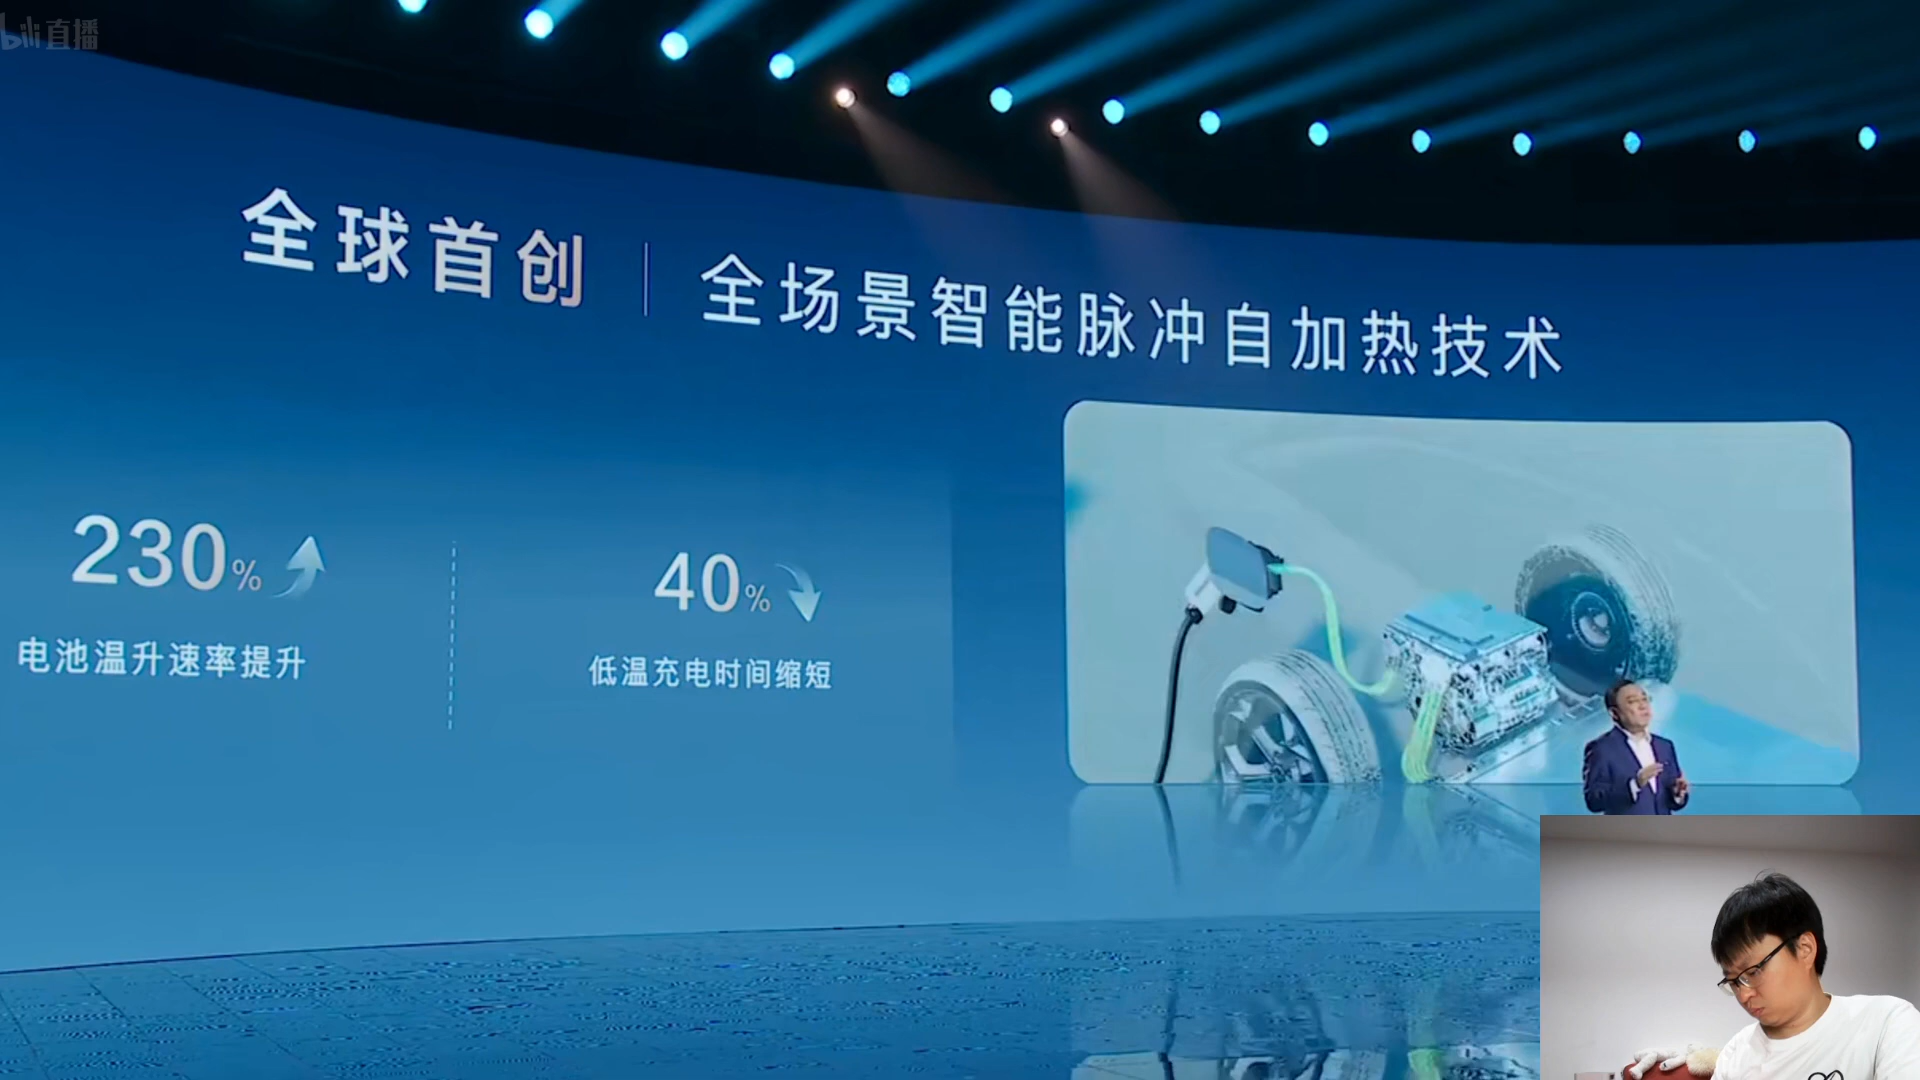 bili直播
全球首创 | 全场景智能脉冲自加热技术
230%
电池温升速率提升
40%
低温充电时间缩短